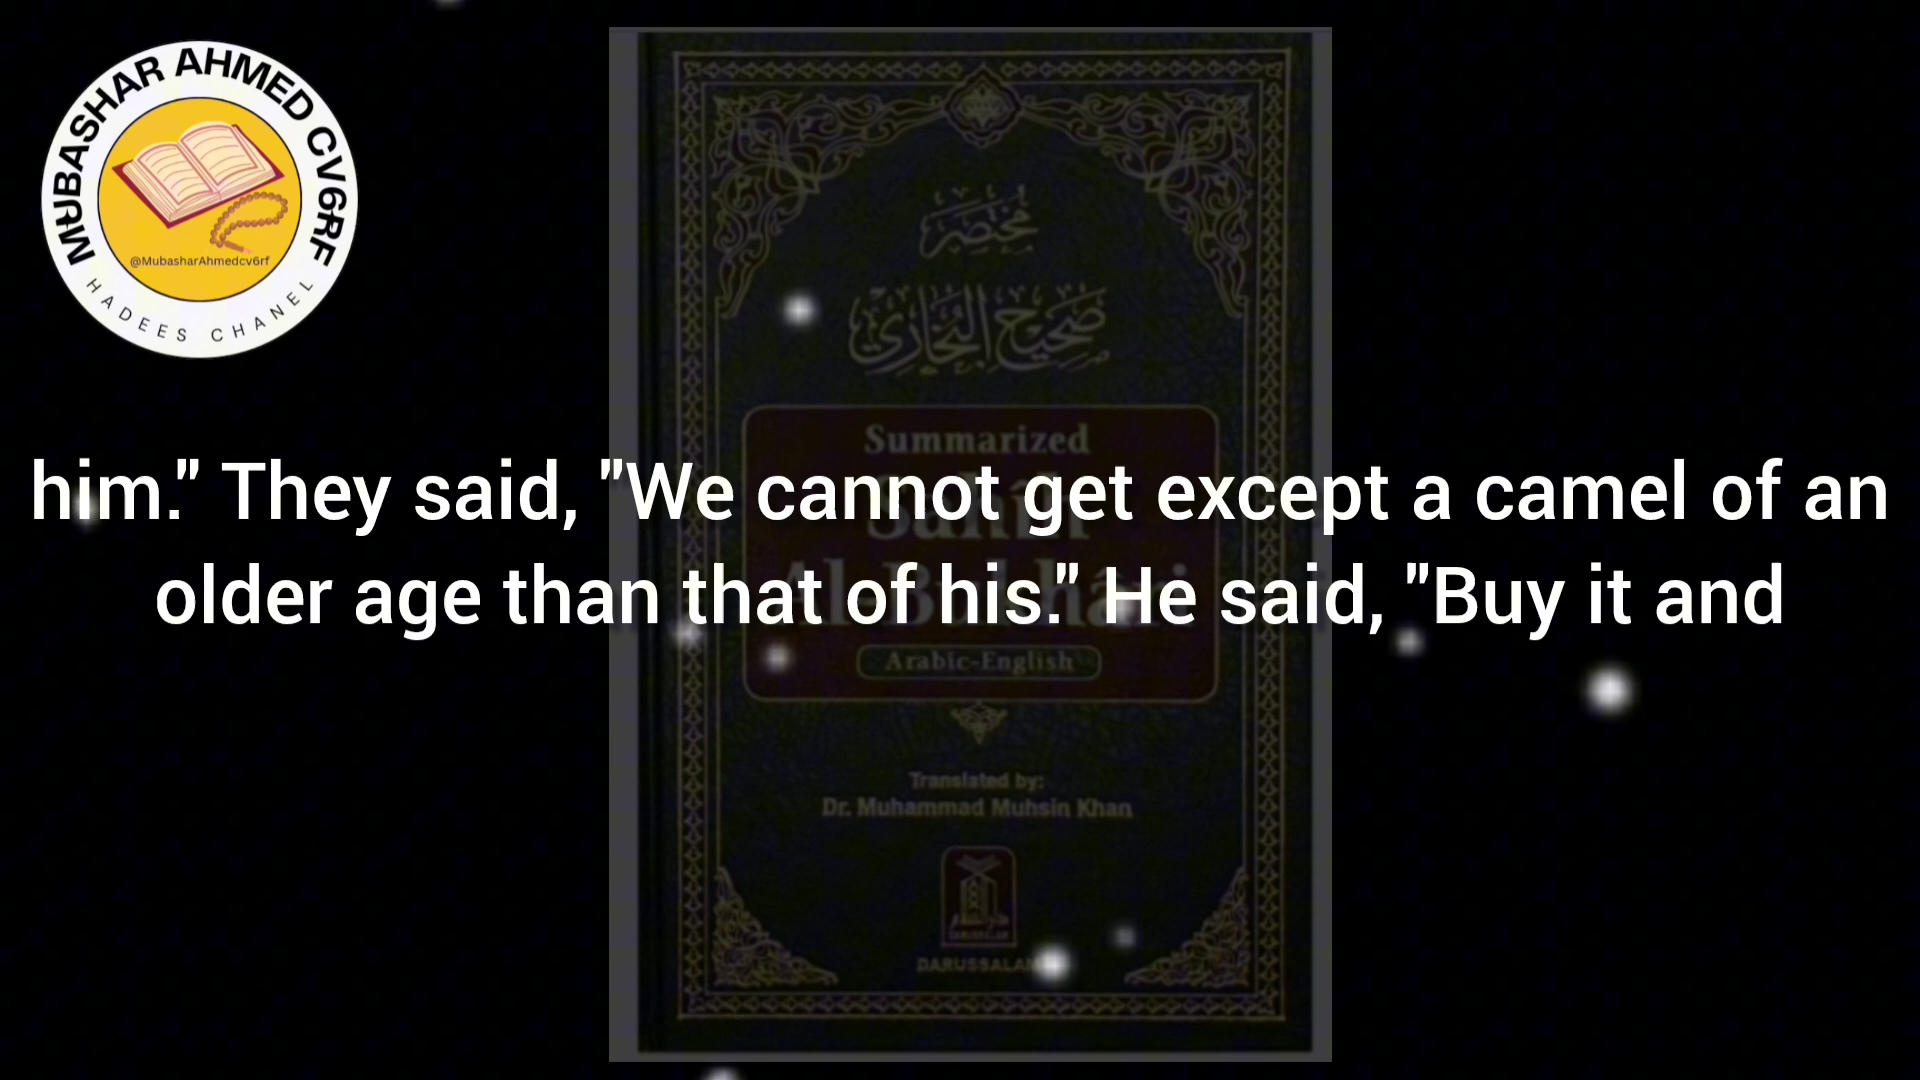 MUBASHAR AHMED CV6RF
@MubasharAhmedcv6rf
HADEES CHANEL
مختصر
صحيح البخاري
Summarized
him." They said, "We cannot get except a camel of an
older age than that of his." He said, "Buy it and
Arabic-English
Translated by:
Dr. Muhammad Muhsin Khan
DARUSSALAM